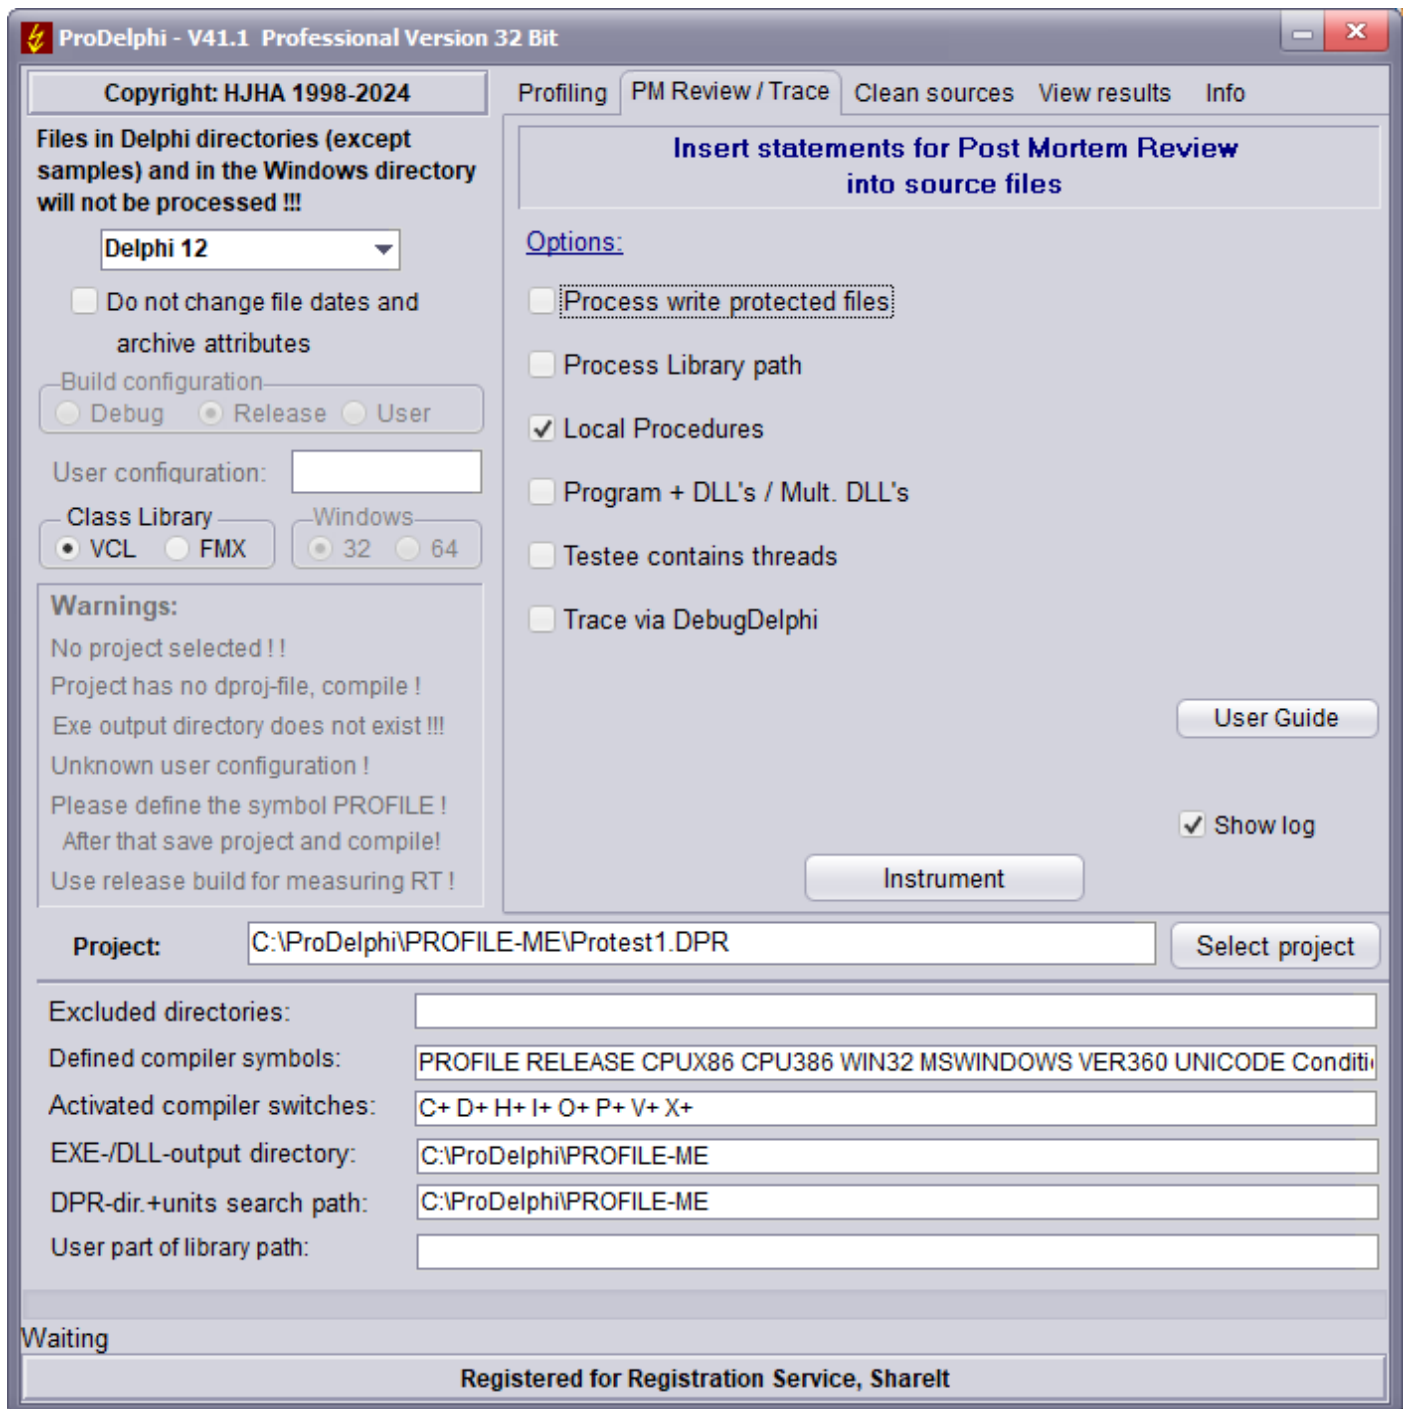 ProDelphi - V41.1 Professional Version 32 Bit
Copyright: HJHA 1998-2024
Files in Delphi directories (except
samples) and in the Windows directory
will not be processed !!!
Delphi 12
Do not change file dates and
archive attributes
Build configuration
Debug Release User
User configuration:
Class Library
VCL FMX
Windows
32 64
Warnings:
No project selected ! !
Project has no dproj-file, compile !
Exe output directory does not exist !!!
Unknown user configuration !
Please define the symbol PROFILE !
After that save project and compile!
Use release build for measuring RT !
Profiling PM Review / Trace Clean sources View results Info
Insert statements for Post Mortem Review
into source files
Options:
Process write protected files
Process Library path
Local Procedures
Program + DLL's / Mult. DLL's
Testee contains threads
Trace via DebugDelphi
User Guide
Show log
Instrument
Project: C:\ProDelphi\PROFILE-ME\Protest1.DPR Select project
Excluded directories:
Defined compiler symbols: PROFILE RELEASE CPUX86 CPU386 WIN32 MSWINDOWS VER360 UNICODE Conditi
Activated compiler switches: C+ D+ H+ I+ O+ P+ V+ X+
EXE-/DLL-output directory: C:\ProDelphi\PROFILE-ME
DPR-dir.+units search path: C:\ProDelphi\PROFILE-ME
User part of library path:
Waiting
Registered for Registration Service, ShareIt